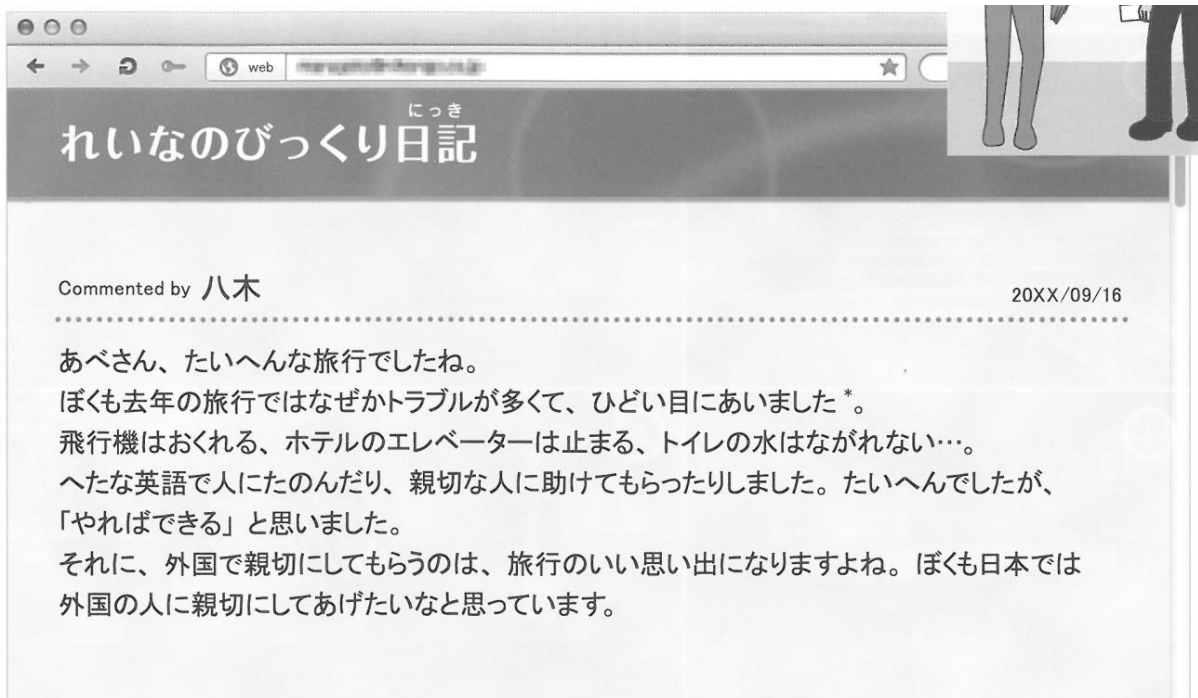 web
にっき
れいなのびっくり日記
Commented by 八木
20XX/09/16
あべさん、たいへんな旅行でしたね。
ぼくも去年の旅行ではなぜかトラブルが多くて、ひどい目にあいました*。
飛行機はおくれる、ホテルのエレベーターは止まる、トイレの水はながれない…。
へたな英語で人にたのんだり、親切な人に助けてもらったりしました。たいへんでしたが、
「やればできる」と思いました。
それに、外国で親切にしてもらうのは、旅行のいい思い出になりますよね。ぼくも日本では
外国の人に親切にしてあげたいなと思っています。